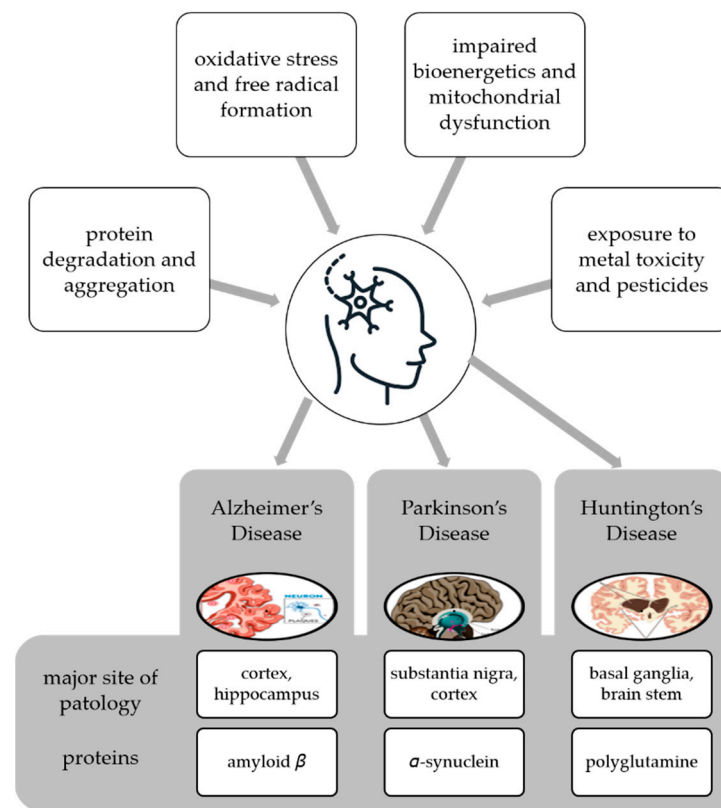 oxidative stress
and free radical
formation
impaired
bioenergetics and
mitochondrial
dysfunction
protein
degradation and
aggregation
exposure to
metal toxicity
and pesticides
Alzheimer's
Disease
Parkinson's
Disease
Huntington's
Disease
NEURON
PLAQUES
major site of
patology
cortex,
hippocampus
substantia nigra,
cortex
basal ganglia,
brain stem
proteins
amyloid β
α-synuclein
polyglutamine